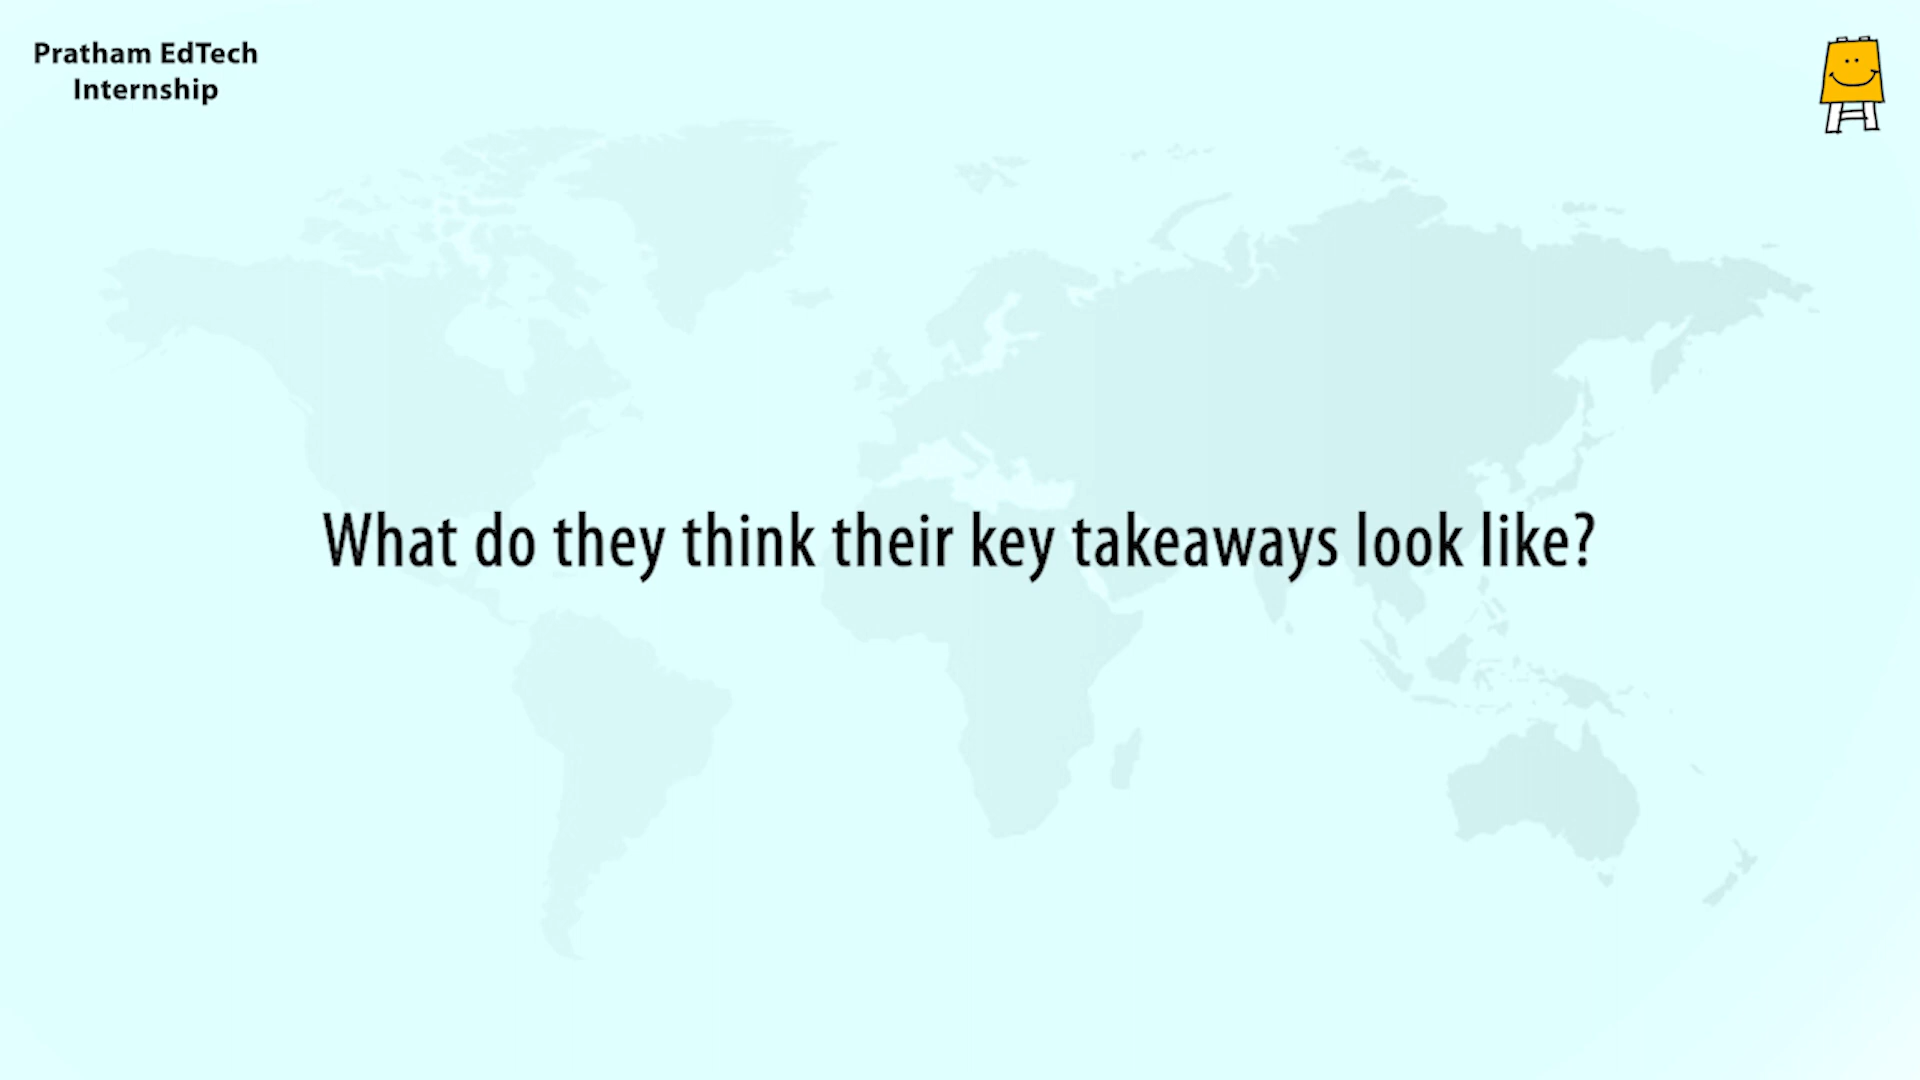 Pratham EdTech
Internship
What do they think their key takeaways look like?